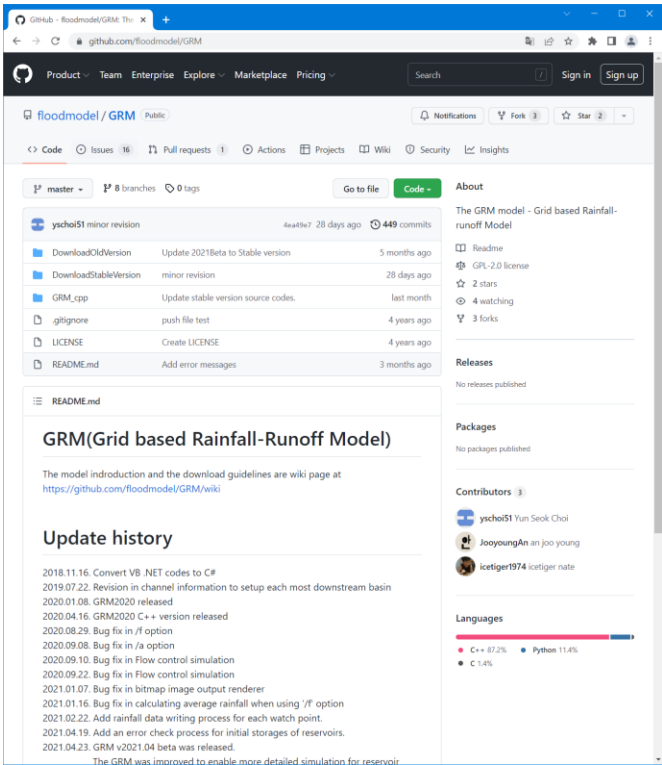 GitHub - floodmodel/GRM: The
github.com/floodmodel/GRM
Product Team Enterprise Explore Marketplace Pricing
Search /
Sign in Sign up
floodmodel / GRM Public
Notifications Fork 3 Star 2
Code Issues 16 Pull requests 1 Actions Projects Wiki Security Insights
master 8 branches 0 tags Go to file Code
yschoi51 minor revision 4ea49e7 28 days ago 449 commits
DownloadOldVersion Update 2021Beta to Stable version 5 months ago
DownloadStableVersion minor revision 28 days ago
GRM_cpp Update stable version source codes. last month
.gitignore push file test 4 years ago
LICENSE Create LICENSE 4 years ago
README.md Add error messages 3 months ago
README.md
GRM(Grid based Rainfall-Runoff Model)
The model indroduction and the download guidelines are wiki page at
https://github.com/floodmodel/GRM/wiki
Update history
2018.11.16. Convert VB .NET codes to C#
2019.07.22. Revision in channel information to setup each most downstream basin
2020.01.08. GRM2020 released
2020.04.16. GRM2020 C++ version released
2020.08.29. Bug fix in /f option
2020.09.08. Bug fix in /a option
2020.09.10. Bug fix in Flow control simulation
2020.09.22. Bug fix in Flow control simulation
2021.01.07. Bug fix in bitmap image output renderer
2021.01.16. Bug fix in calculating average rainfall when using '/f' option
2021.02.22. Add rainfall data writing process for each watch point.
2021.04.19. Add an error check process for initial storages of reservoirs.
2021.04.23. GRM v2021.04 beta was released.
The GRM was improved to enable more detailed simulation for reservoir
About
The GRM model - Grid based Rainfall-
runoff Model
Readme
GPL-2.0 license
2 stars
4 watching
3 forks
Releases
No releases published
Packages
No packages published
Contributors 3
yschoi51 Yun Seok Choi
안
JooyoungAn an joo young
icetiger1974 icetiger nate
Languages
C++ 87.2% Python 11.4%
C 1.4%